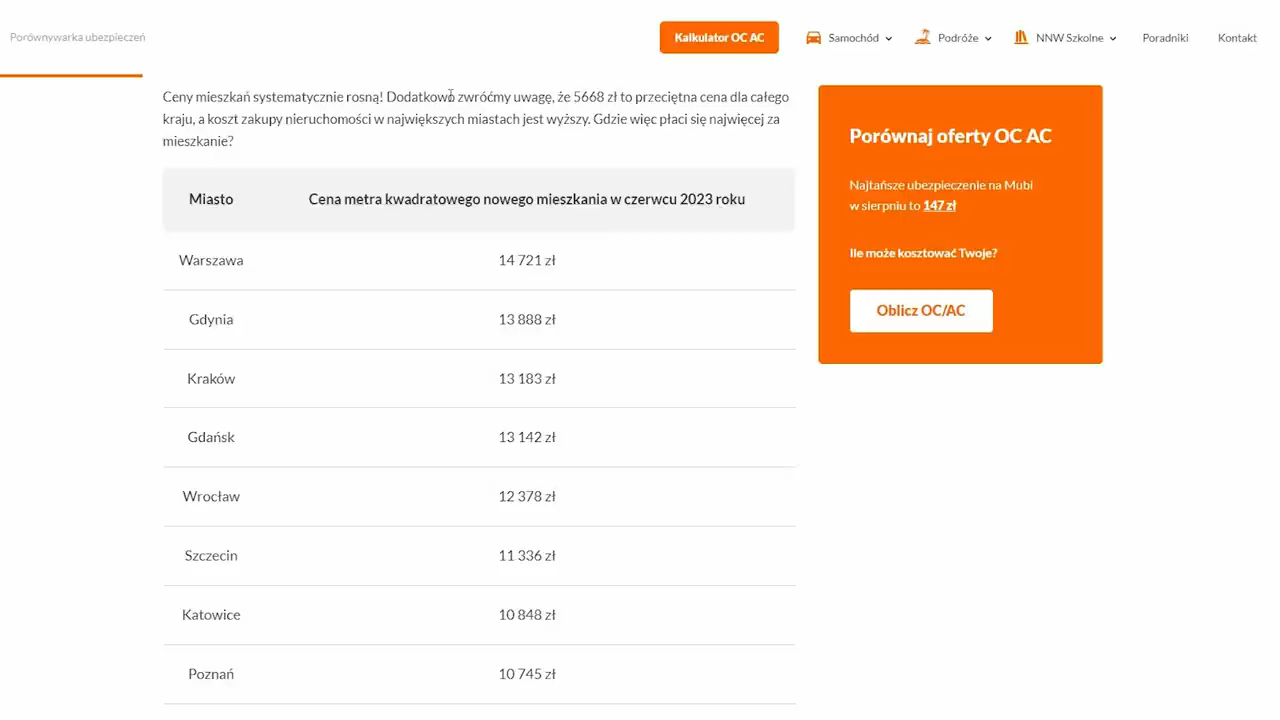 Porównywarka ubezpieczeń
Kalkulator OC AC
Samochód
Podróże
NNW Szkolne
Poradniki
Kontakt
Ceny mieszkań systematycznie rosną! Dodatkowo zwróćmy uwagę, że 5668 zł to przeciętna cena dla całego
kraju, a koszt zakupy nieruchomości w największych miastach jest wyższy. Gdzie więc płaci się najwięcej za
mieszkanie?
Miasto Cena metra kwadratowego nowego mieszkania w czerwcu 2023 roku
Warszawa 14 721 zł
Gdynia 13 888 zł
Kraków 13 183 zł
Gdańsk 13 142 zł
Wrocław 12 378 zł
Szczecin 11 336 zł
Katowice 10 848 zł
Poznań 10 745 zł
Porównaj oferty OC AC
Najtańsze ubezpieczenie na Mubi
w sierpniu to 147 zł
Ile może kosztować Twoje?
Oblicz OC/AC